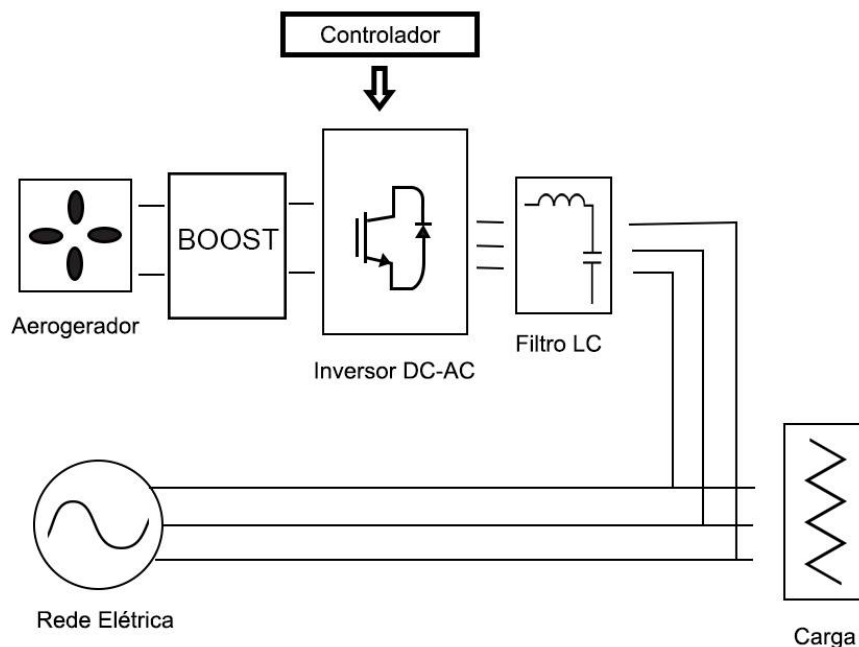 Controlador
BOOST
Aerogerador
Filtro LC
Inversor DC-AC
Rede Elétrica
Carga